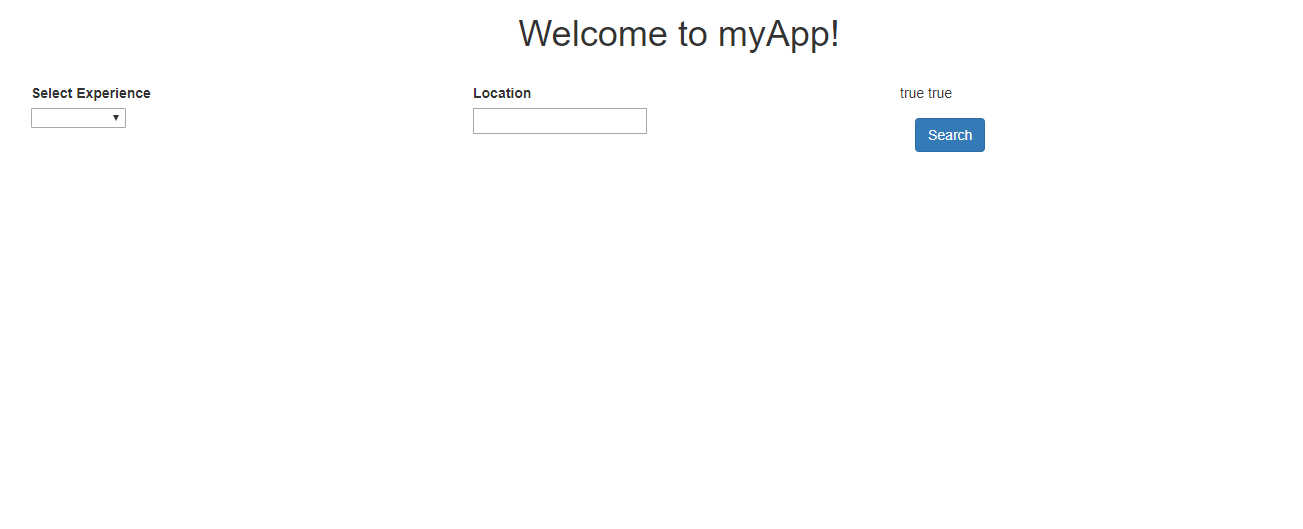 Welcome to myApp!
Select Experience
Location
true true
Search